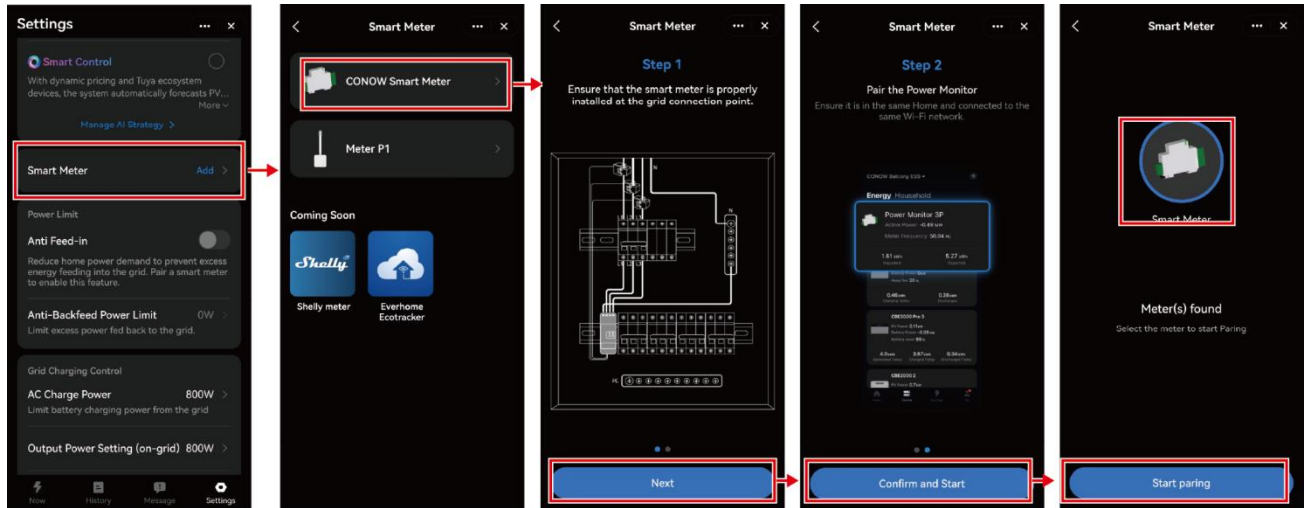 Settings
Smart Control
With dynamic pricing and Tuya ecosystem
devices, the system automatically forecasts PV...
More
Manage AI Strategy >
Smart Meter Add >
Power Limit
Anti Feed-in
Reduce home power demand to prevent excess
energy feeding into the grid. Pair a smart meter
to enable this feature.
Anti-Backfeed Power Limit 0W >
Limit excess power fed back to the grid.
Grid Charging Control
AC Charge Power 800W >
Limit battery charging power from the grid
Output Power Setting (on-grid) 800W >
Now History Message Settings
Smart Meter
CONOW Smart Meter >
Meter P1 >
Coming Soon
Shelly
Shelly meter
Everhome
Ecotracker
Smart Meter
Step 1
Ensure that the smart meter is properly
inatalled at the grid connection point.
N
N
PE
Next
Smart Meter
Step 2
Pair the Power Monitor
Ensure it is in the same Home and connected to the
same Wi-Fi network.
Energy Household
Power Monitor 3P
Confirm and Start
Smart Meter
Smart Meter
Meter(s) found
Select the meter to start Paring
Start paring